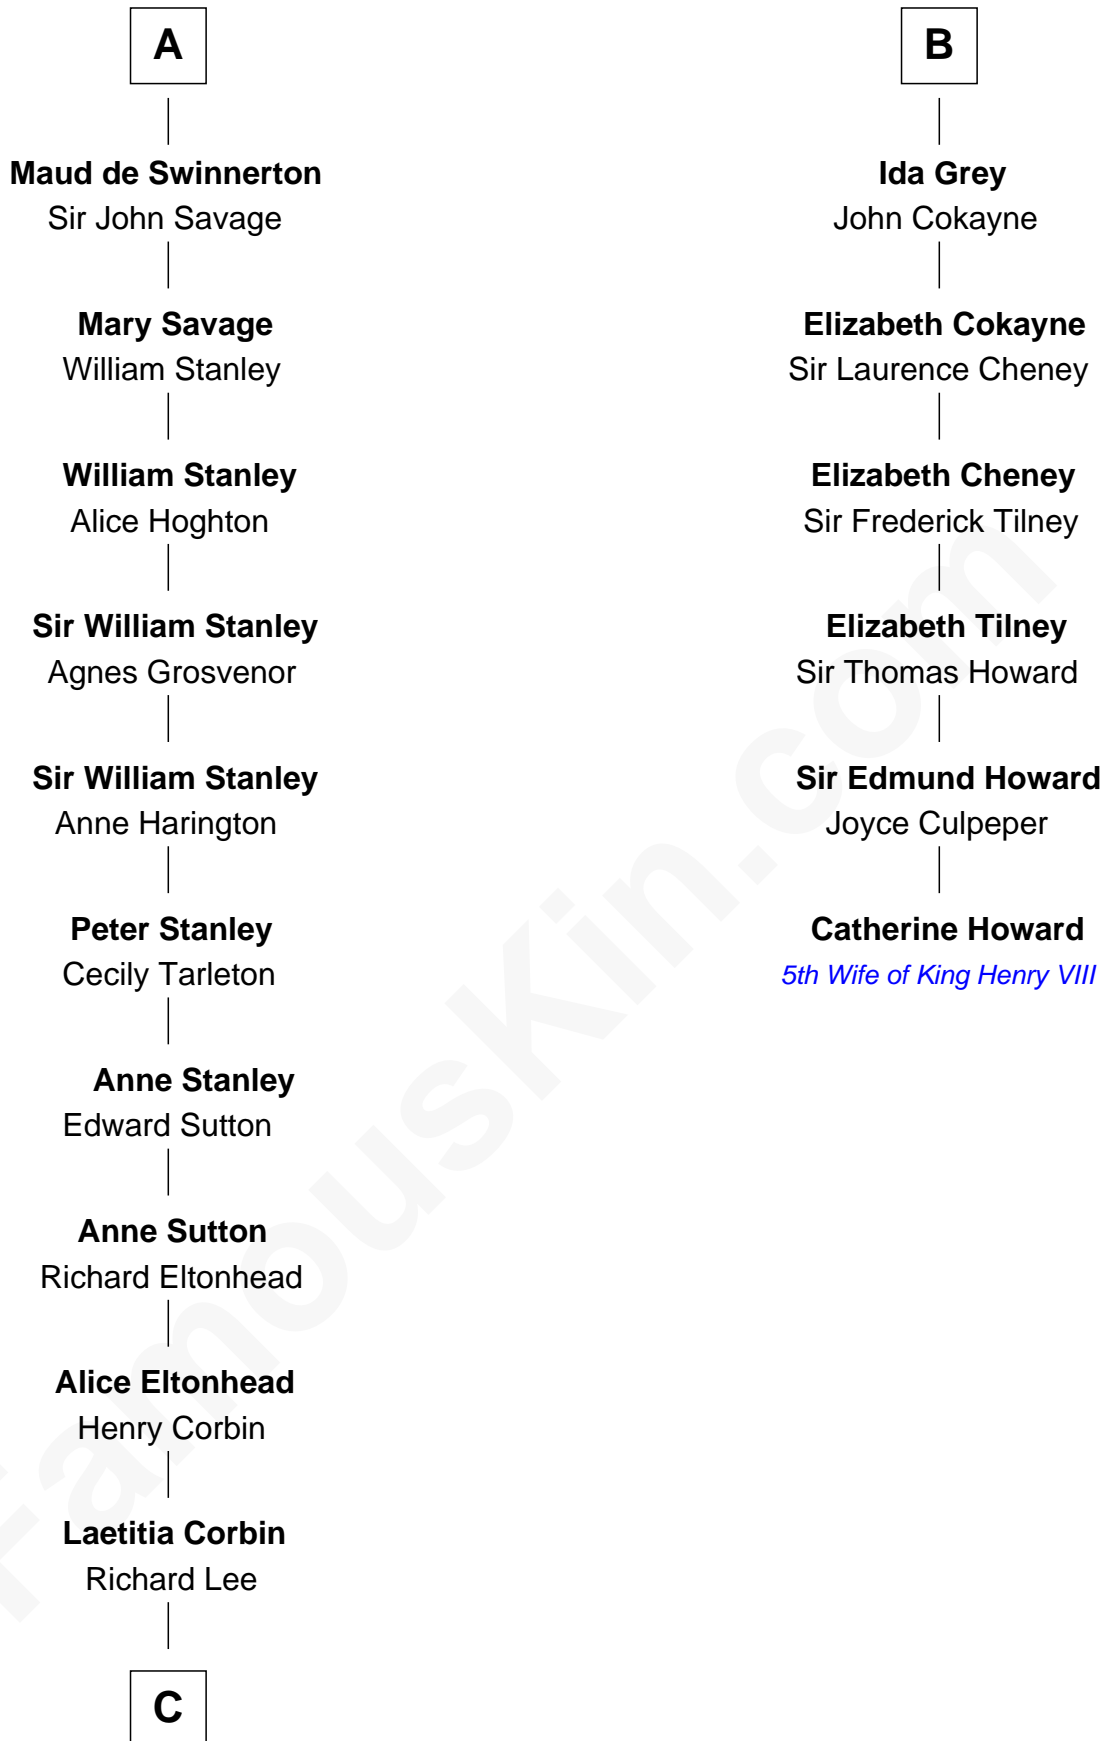 A
Maud de Swinnerton
Sir John Savage
Mary Savage
William Stanley
William Stanley
Alice Hoghton
Sir William Stanley
Agnes Grosvenor
Sir William Stanley
Anne Harington
Peter Stanley
Cecily Tarleton
Anne Stanley
Edward Sutton
Anne Sutton
Richard Eltonhead
Alice Eltonhead
Henry Corbin
Laetitia Corbin
Richard Lee
C
B
Ida Grey
John Cokayne
Elizabeth Cokayne
Sir Laurence Cheney
Elizabeth Cheney
Sir Frederick Tilney
Elizabeth Tilney
Sir Thomas Howard
Sir Edmund Howard
Joyce Culpeper
Catherine Howard
5th Wife of King Henry VIII
FamousKin.com